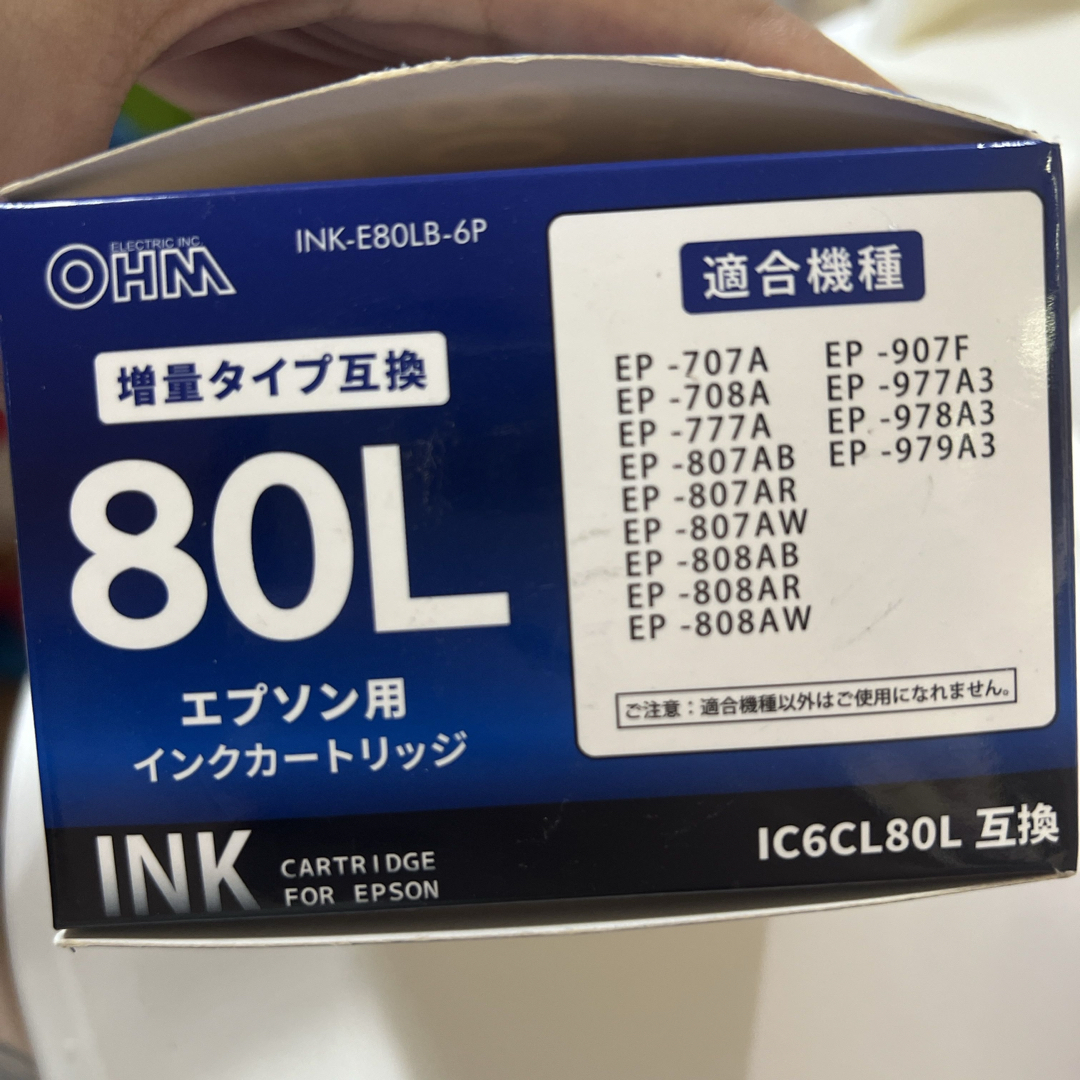 ELECTRIC INC.
OHM
INK-E80LB-6P
増量タイプ互換
80L
エプソン用
インクカートリッジ
INK
CARTRIDGE
FOR EPSON
適合機種
EP -707A
EP -708A
EP -777A
EP -807AB
EP -807AR
EP -807AW
EP -808AB
EP -808AR
EP -808AW
EP -907F
EP -977A3
EP -978A3
EP -979A3
ご注意：適合機種以外はご使用になれません。
IC6CL80L 互換